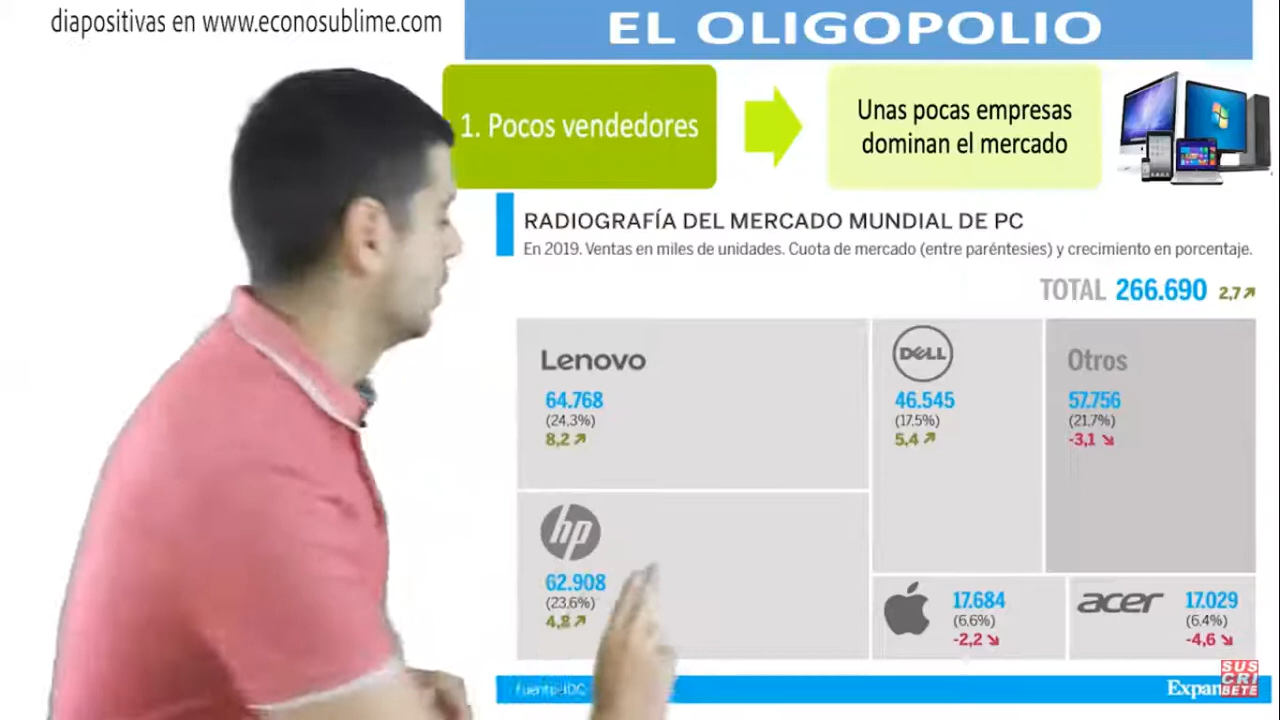 diapositivas en www.econosublime.com
EL OLIGOPOLIO
1. Pocos vendedores
Unas pocas empresas
dominan el mercado
RADIOGRAFÍA DEL MERCADO MUNDIAL DE PC
En 2019. Ventas en miles de unidades. Cuota de mercado (entre paréntesies) y crecimiento en porcentaje.
TOTAL 266.690 2,7
Lenovo
64.768
(24.3%)
8,2
DELL
46.545
(17.5%)
5,4
Otros
57.756
(21.7%)
-3,1
hp
62.908
(23.6%)
4,8
17.684
(6.6%)
-2,2
acer
17.029
(6.4%)
-4,6
Fuente: IDC
Expan
SUS
CRI
BETE